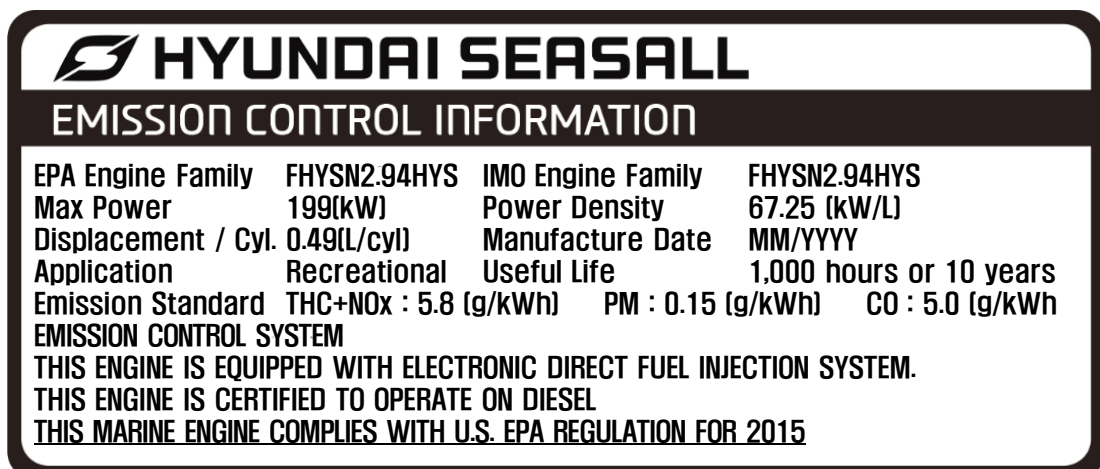 HYUNDAI SEASALL
EMISSION CONTROL INFORMATION
EPA Engine Family FHYSN2.94HYS IMO Engine Family FHYSN2.94HYS
Max Power 199(kW) Power Density 67.25 (kW/L)
Displacement / Cyl. 0.49(L/cyl) Manufacture Date MM/YYYY
Application Recreational Useful Life 1,000 hours or 10 years
Emission Standard THC+NOx : 5.8 (g/kWh) PM : 0.15 (g/kWh) CO : 5.0 (g/kWh
EMISSION CONTROL SYSTEM
THIS ENGINE IS EQUIPPED WITH ELECTRONIC DIRECT FUEL INJECTION SYSTEM.
THIS ENGINE IS CERTIFIED TO OPERATE ON DIESEL
THIS MARINE ENGINE COMPLIES WITH U.S. EPA REGULATION FOR 2015